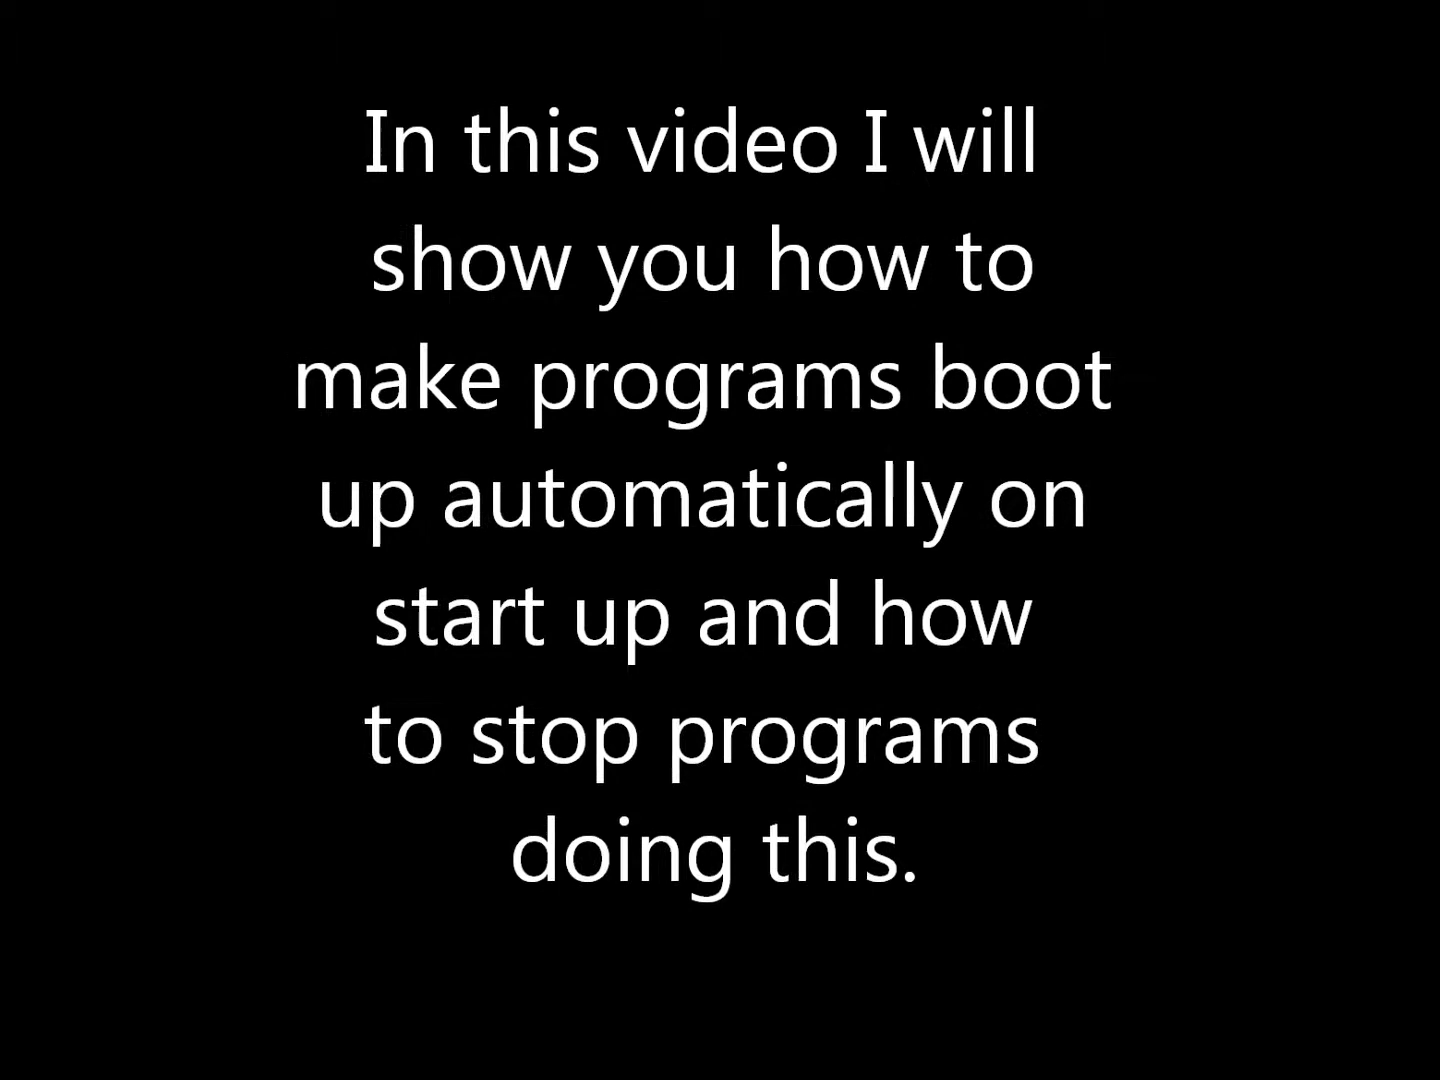 In this video I will
show you how to
make programs boot
up automatically on
start up and how
to stop programs
doing this.